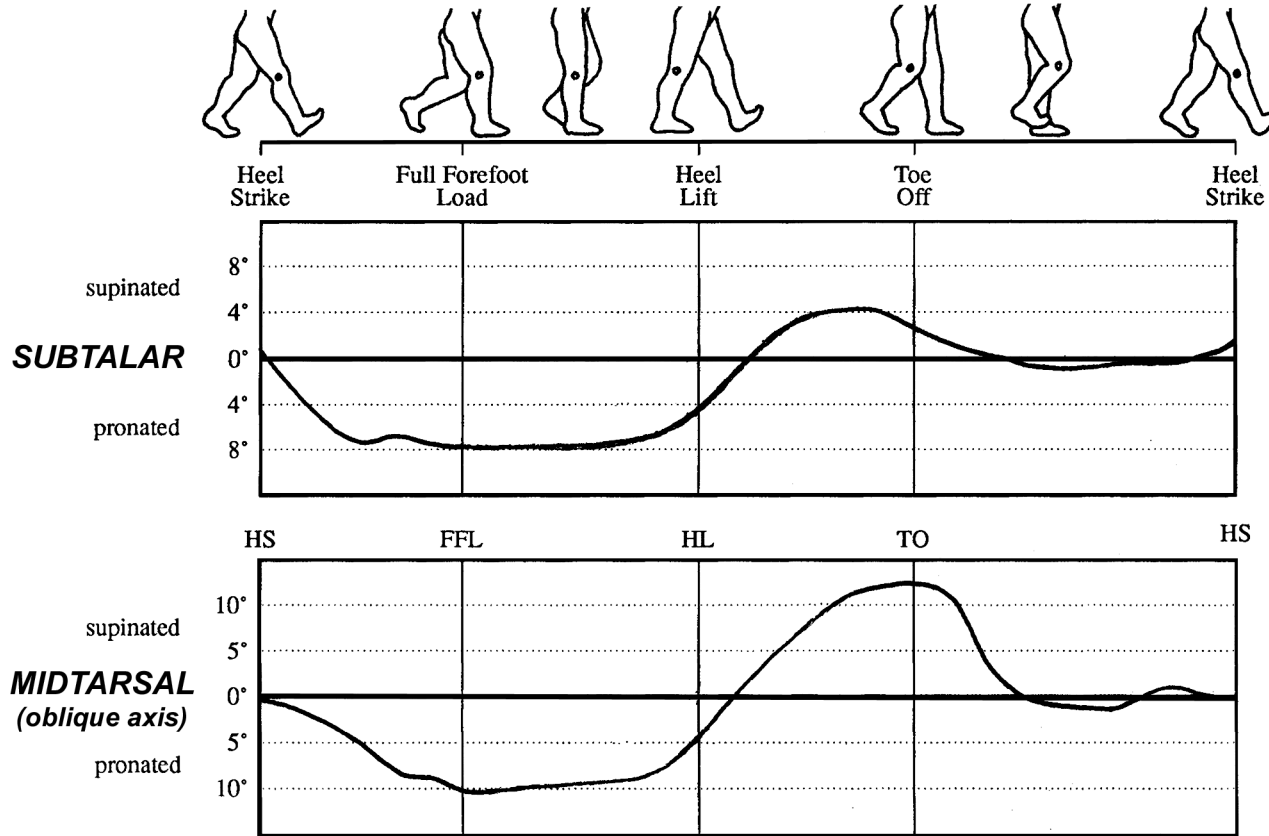 Heel
Strike
Full Forefoot
Load
Heel
Lift
Toe
Off
Heel
Strike
8°
supinated
4°
SUBTALAR
0°
4°
pronated
8°
HS
FFL
HL
TO
HS
10°
supinated
5°
MIDTARSAL
0°
(oblique axis)
5°
pronated
10°